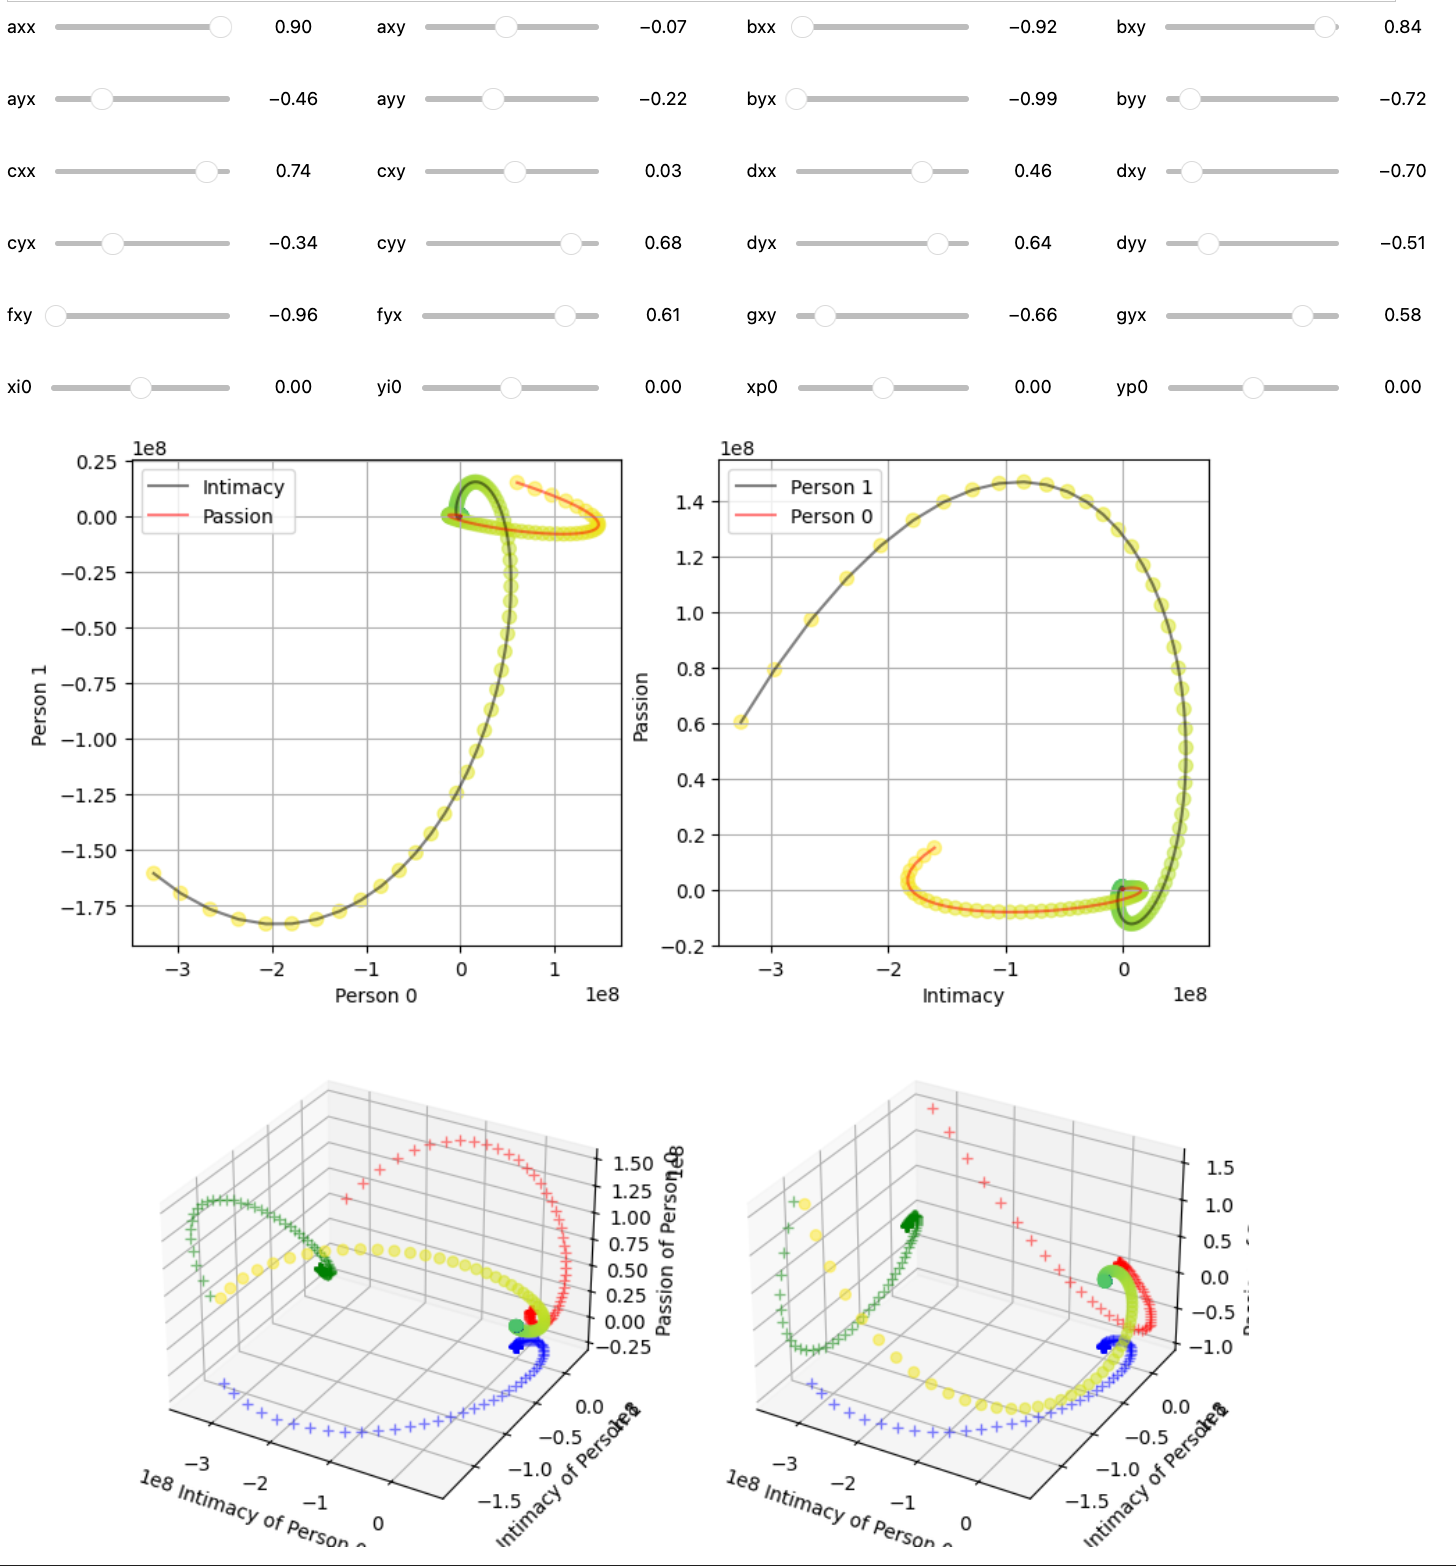 axx 0.90 axy −0.07 bxx −0.92 bxy 0.84
ayx −0.46 ayy −0.22 byx −0.99 byy −0.72
cxx 0.74 cxy 0.03 dxx 0.46 dxy −0.70
cyx −0.34 cyy 0.68 dyx 0.64 dyy −0.51
fxy −0.96 fyx 0.61 gxy −0.66 gyx 0.58
xi0 0.00 yi0 0.00 xp0 0.00 yp0 0.00
1e8
0.25
0.00
−0.25
−0.50
−0.75
−1.00
−1.25
−1.50
−1.75
Person 1
Intimacy
Passion
−3 −2 −1 0 1
Person 0
1e8
1e8
1.4
1.2
1.0
0.8
0.6
0.4
0.2
0.0
−0.2
Passion
Person 1
Person 0
−3 −2 −1 0
Intimacy
1e8
1.50
1.25
1.00
0.75
0.50
0.25
0.00
−0.25
Passion of Person 0
1e8
0.0
−0.5
−1.0
−1.5
Intimacy of Person
−3
−2
−1
0
1e8 Intimacy of Person
1.5
1.0
0.5
0.0
−0.5
−1.0
0.0
−0.5
−1.0
−1.5
Intimacy of Person
−3
−2
−1
0
1e8 Intimacy of Person